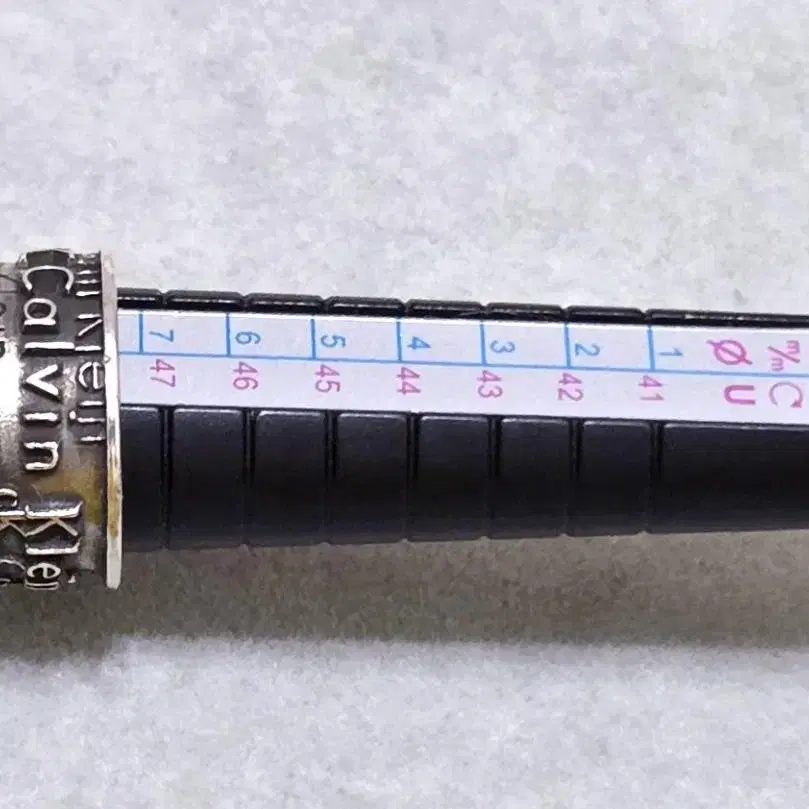 Calvin Klein
7 6 5 4 3 2 1 Ø m/m
47 46 45 44 43 42 41 U C